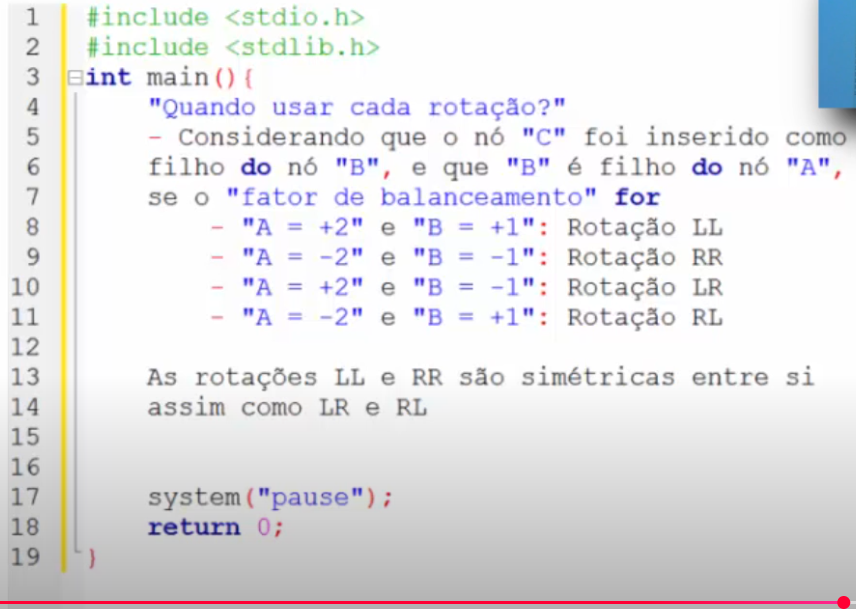 1 #include <stdio.h>
2 #include <stdlib.h>
3 int main(){
4 "Quando usar cada rotação?"
5 - Considerando que o nó "C" foi inserido como
6 filho do nó "B", e que "B" é filho do nó "A",
7 se o "fator de balanceamento" for
8 - "A = +2" e "B = +1": Rotação LL
9 - "A = -2" e "B = -1": Rotação RR
10 - "A = +2" e "B = -1": Rotação LR
11 - "A = -2" e "B = +1": Rotação RL
12
13 As rotações LL e RR são simétricas entre si
14 assim como LR e RL
15
16
17 system("pause");
18 return 0;
19 }